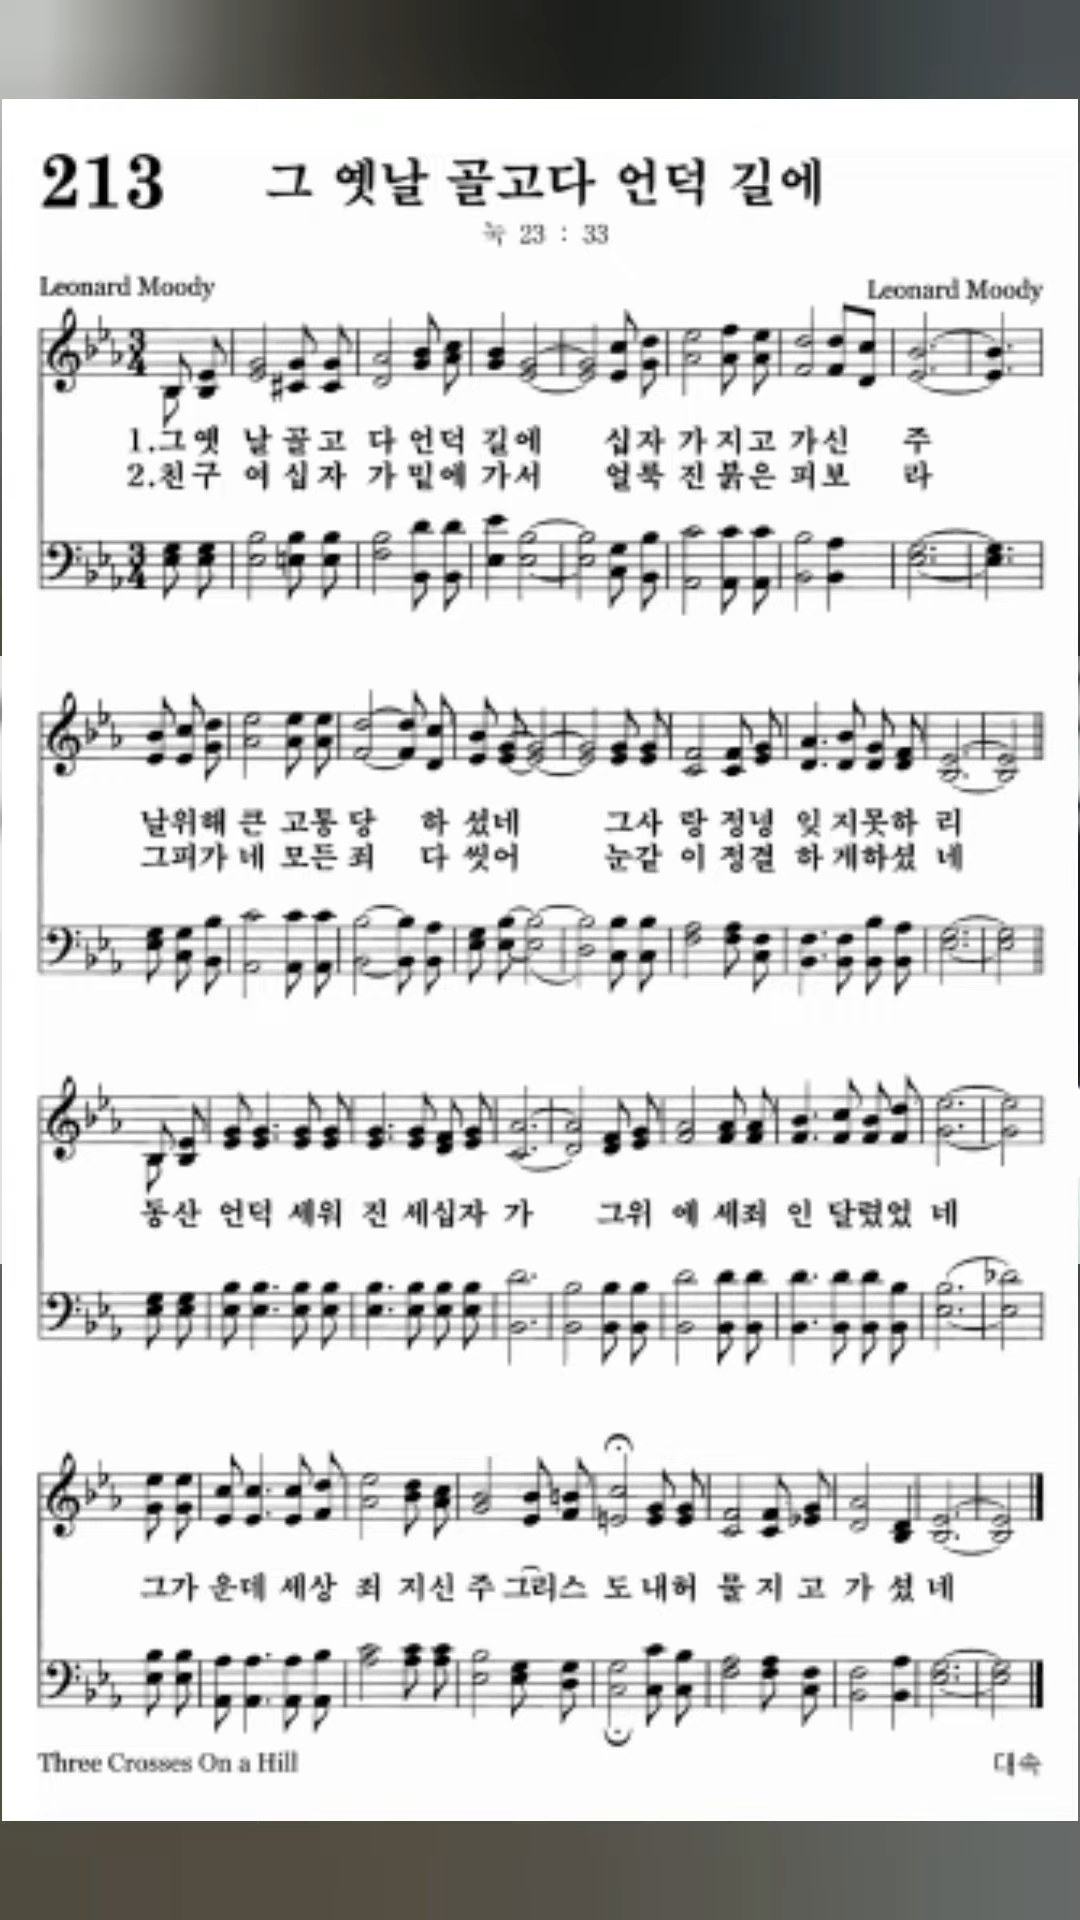 213
그 옛날 골고다 언덕 길에
눅 23 : 33
Leonard Moody
Leonard Moody
1.그옛 날골고 다언덕 길에 십자 가지고 가신 주
2.친구 여십자 가밑에 가서 얼룩 진붉은 피보 라
날위해 큰 고통 당 하 셨네 그사 랑 정녕 잊 지못하 리
그피가 네 모든 죄 다 씻어 눈같 이 정결 하 게하셨 네
동산 언덕 세워 진 세십자 가 그위 에 세죄 인 달렸었 네
그가 운데 세상 죄 지신 주 그리스 도 내허 물 지 고 가 셨 네
Three Crosses On a Hill
대속